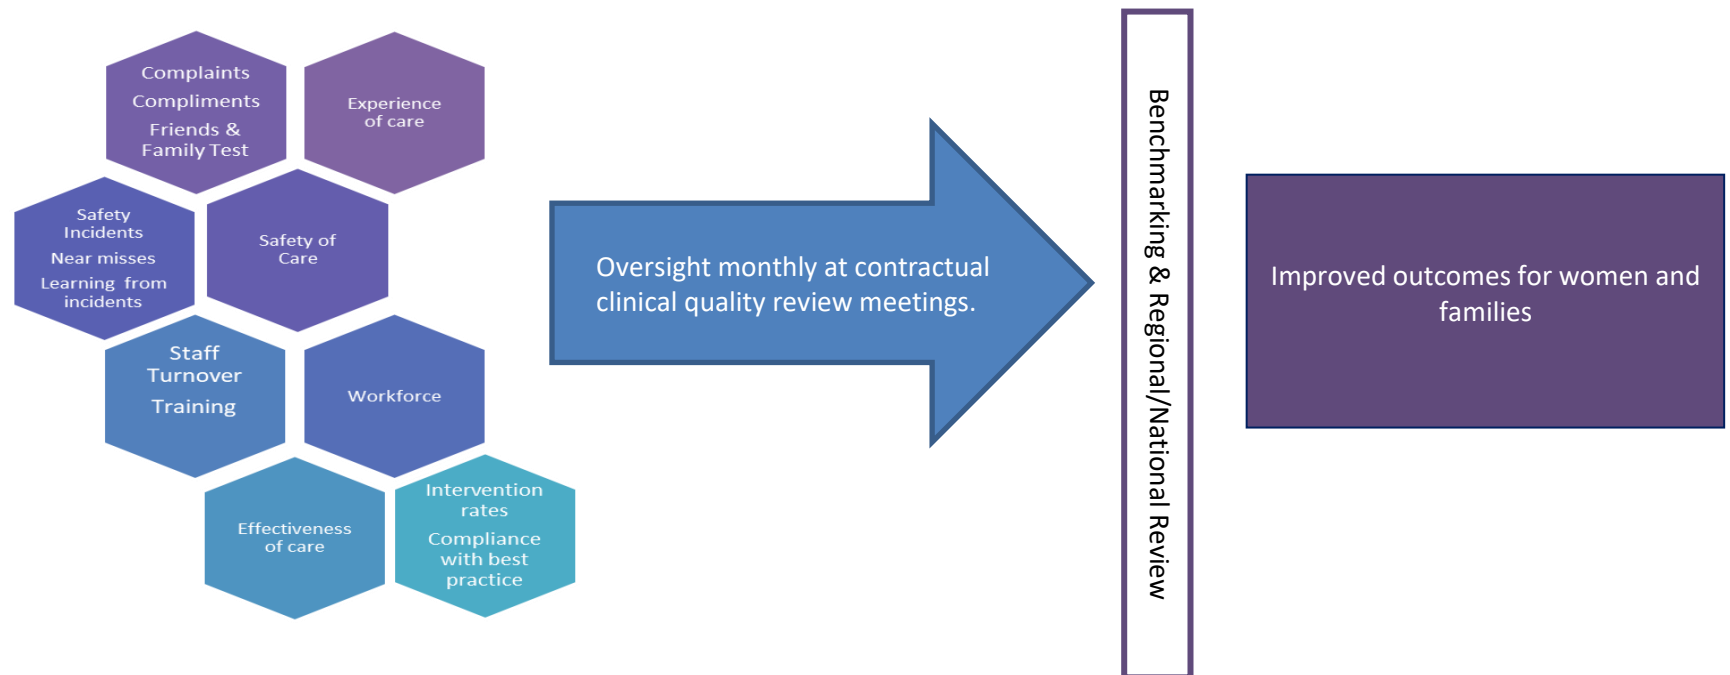 Complaints
Compliments
Friends &
Family Test
Experience
of care
Safety
Incidents
Near misses
Learning from
incidents
Safety of
Care
Staff
Turnover
Training
Workforce
Effectiveness
of care
Intervention
rates
Compliance
with best
practice
Oversight monthly at contractual
clinical quality review meetings.
Benchmarking & Regional/National Review
Improved outcomes for women and
families